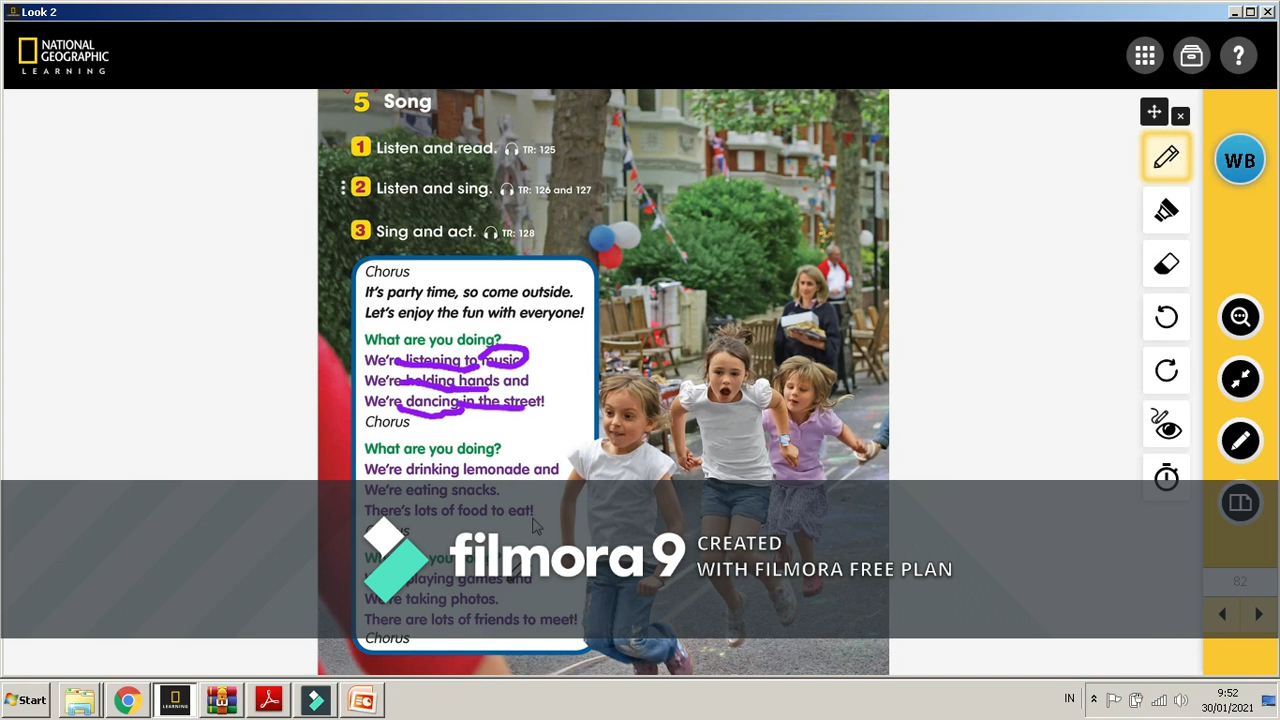 Look 2
NATIONAL
GEOGRAPHIC
LEARNING
5 Song
1 Listen and read. TR: 125
2 Listen and sing. TR: 126 and 127
3 Sing and act. TR: 128
Chorus
It's party time, so come outside.
Let's enjoy the fun with everyone!
What are you doing?
We're listening to music
We're holding hands and
We're dancing in the street!
Chorus
What are you doing?
We're drinking lemonade and
We're eating snacks.
There's lots of food to eat!
playing games and
We're taking photos.
There are lots of friends to meet!
Chorus
filmora9
CREATED
WITH FILMORA FREE PLAN
WB
82
Start
LEARNING
IN
9:52
30/01/2021